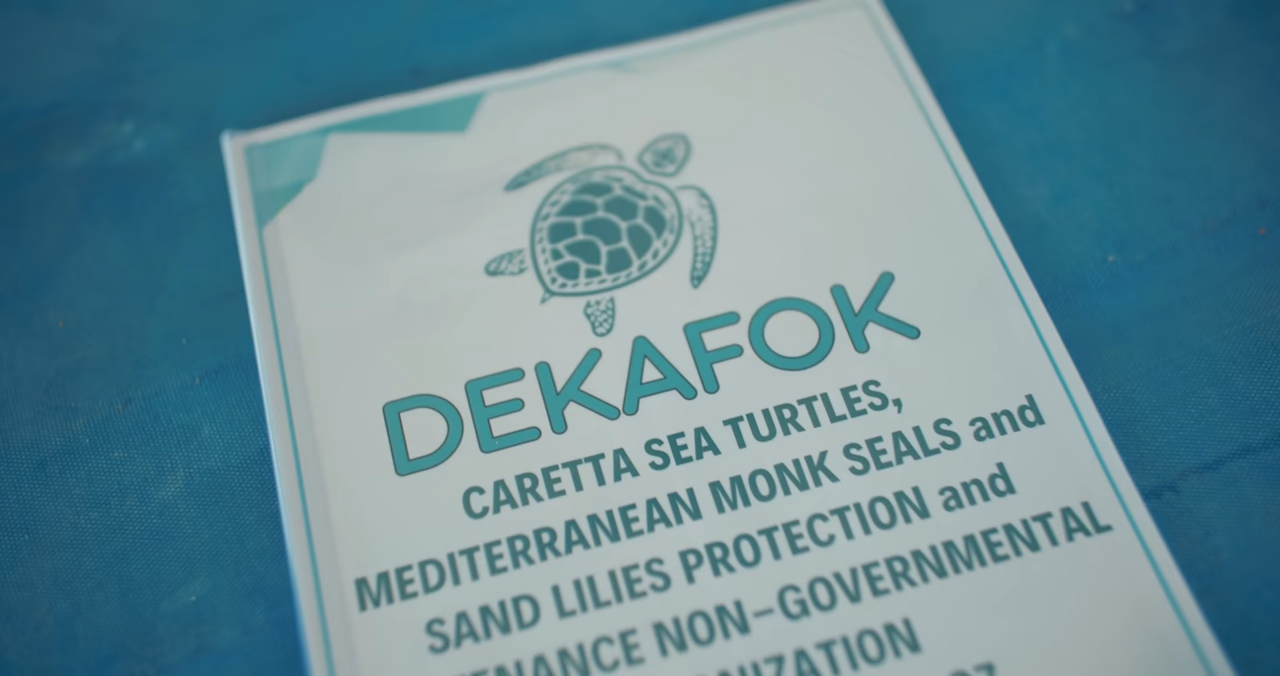 DEKAFOK
CARETTA SEA TURTLES,
MEDITERRANEAN MONK SEALS and
SAND LILIES PROTECTION and
NON-GOVERNMENTAL